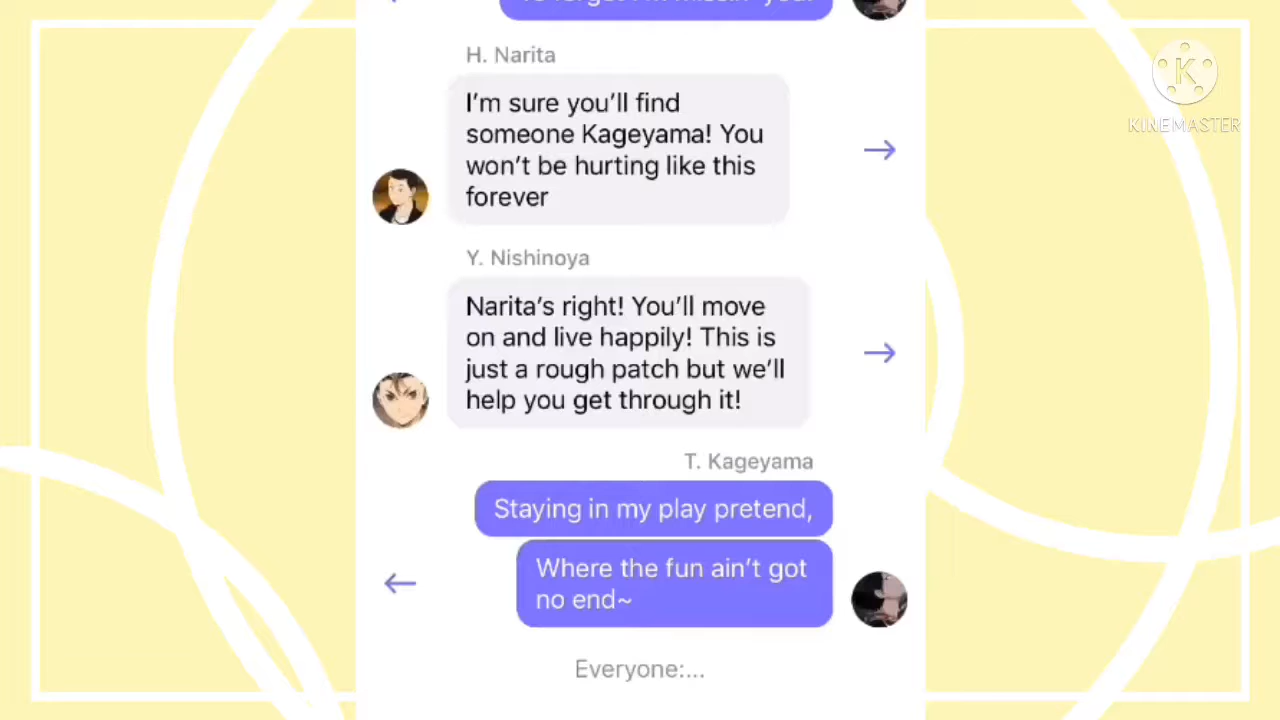 H. Narita
I’m sure you’ll find
someone Kageyama! You
won’t be hurting like this
forever
Y. Nishinoya
Narita’s right! You’ll move
on and live happily! This is
just a rough patch but we’ll
help you get through it!
T. Kageyama
Staying in my play pretend,
Where the fun ain’t got
no end~
Everyone:...
K
KINEMASTER